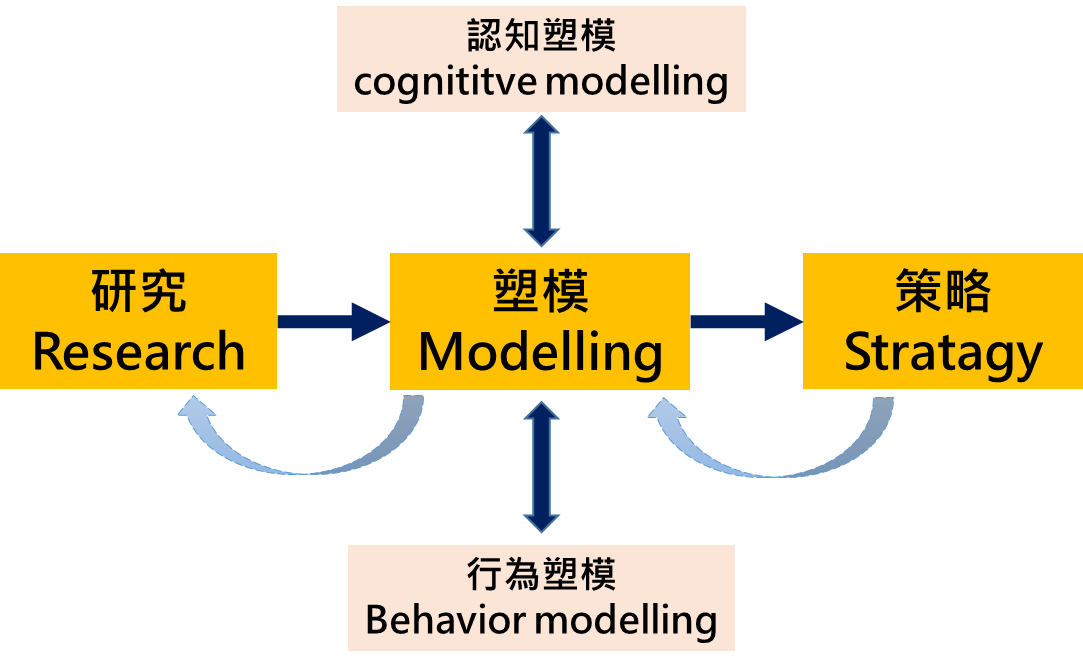 認知塑模
cognititve modelling
研究
Research
塑模
Modelling
策略
Stratagy
行為塑模
Behavior modelling